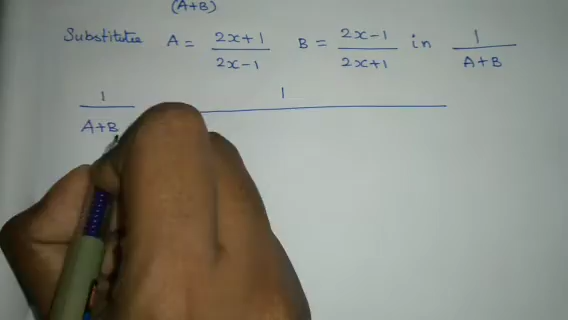 (A+B)
Substitute A = 2x+1 / 2x-1 B = 2x-1 / 2x+1 in 1 / A+B
1 / A+B 1